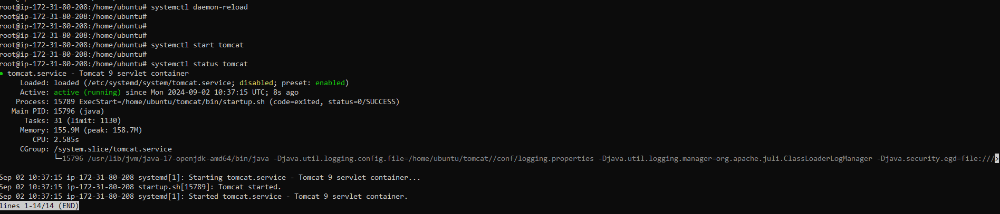 root@ip-172-31-80-208:/home/ubuntu# systemctl daemon-reload
root@ip-172-31-80-208:/home/ubuntu#
root@ip-172-31-80-208:/home/ubuntu#
root@ip-172-31-80-208:/home/ubuntu#
root@ip-172-31-80-208:/home/ubuntu# systemctl start tomcat
root@ip-172-31-80-208:/home/ubuntu#
root@ip-172-31-80-208:/home/ubuntu# systemctl status tomcat
● tomcat.service - Tomcat 9 servlet container
Loaded: loaded (/etc/systemd/system/tomcat.service; disabled; preset: enabled)
Active: active (running) since Mon 2024-09-02 10:37:15 UTC; 8s ago
Process: 15789 ExecStart=/home/ubuntu/tomcat/bin/startup.sh (code=exited, status=0/SUCCESS)
Main PID: 15796 (java)
Tasks: 31 (limit: 1130)
Memory: 155.9M (peak: 158.7M)
CPU: 2.585s
CGroup: /system.slice/tomcat.service
└─15796 /usr/lib/jvm/java-17-openjdk-amd64/bin/java -Djava.util.logging.config.file=/home/ubuntu/tomcat//conf/logging.properties -Djava.util.logging.manager=org.apache.juli.ClassLoaderLogManager -Djava.security.egd=file:///>
Sep 02 10:37:15 ip-172-31-80-208 systemd[1]: Starting tomcat.service - Tomcat 9 servlet container...
Sep 02 10:37:15 ip-172-31-80-208 startup.sh[15789]: Tomcat started.
Sep 02 10:37:15 ip-172-31-80-208 systemd[1]: Started tomcat.service - Tomcat 9 servlet container.
lines 1-14/14 (END)